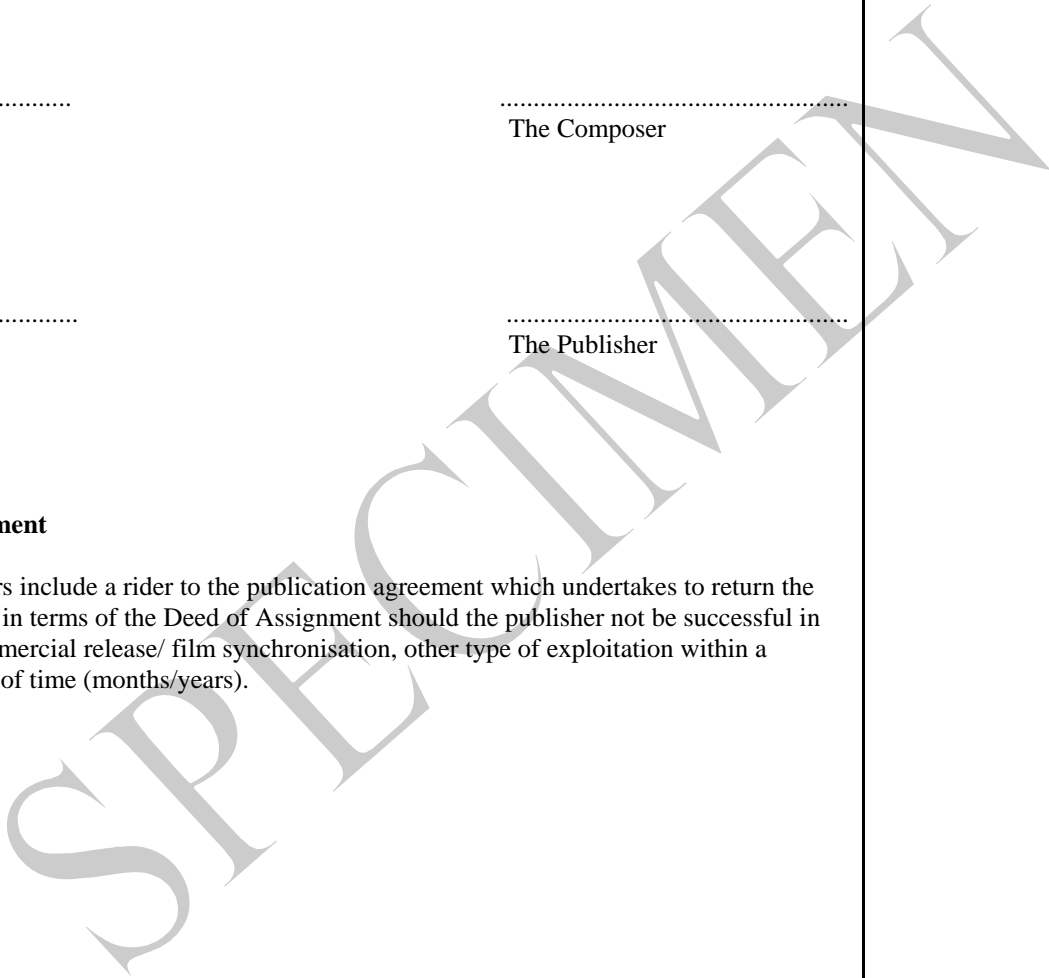 ........... ....................................................
The Composer
............ ...................................................
The Publisher
ment
rs include a rider to the publication agreement which undertakes to return the
in terms of the Deed of Assignment should the publisher not be successful in
mercial release/ film synchronisation, other type of exploitation within a
of time (months/years).
SPECIMEN